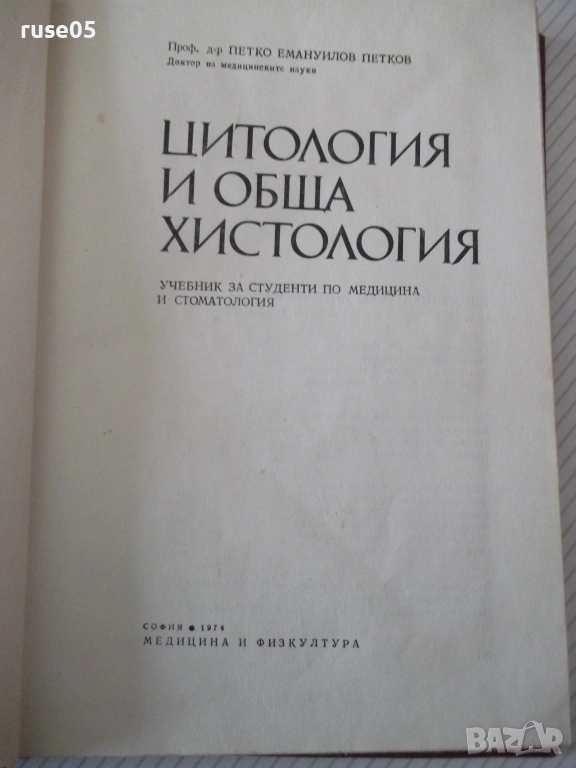 ruse05
Проф. д-р ПЕТКО ЕМАНУИЛОВ ПЕТКОВ
Доктор на медицинските науки
ЦИТОЛОГИЯ
И ОБЩА
ХИСТОЛОГИЯ
УЧЕБНИК ЗА СТУДЕНТИ ПО МЕДИЦИНА
И СТОМАТОЛОГИЯ
СОФИЯ ● 1974
МЕДИЦИНА И ФИЗКУЛТУРА
BAZAR